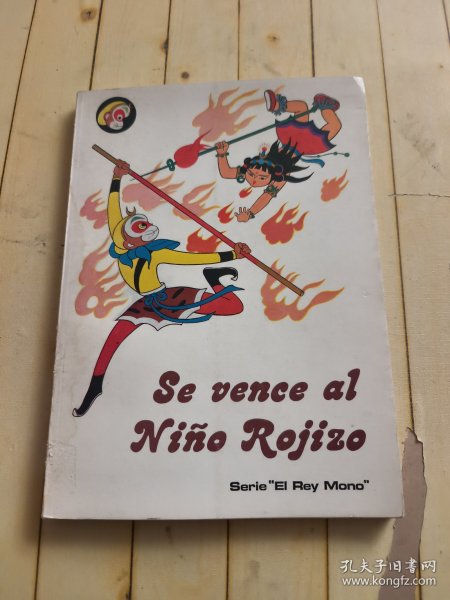 Se vence al
Niño Rojizo
Serie "El Rey Mono"
孔夫子旧书网
www.kongfz.com